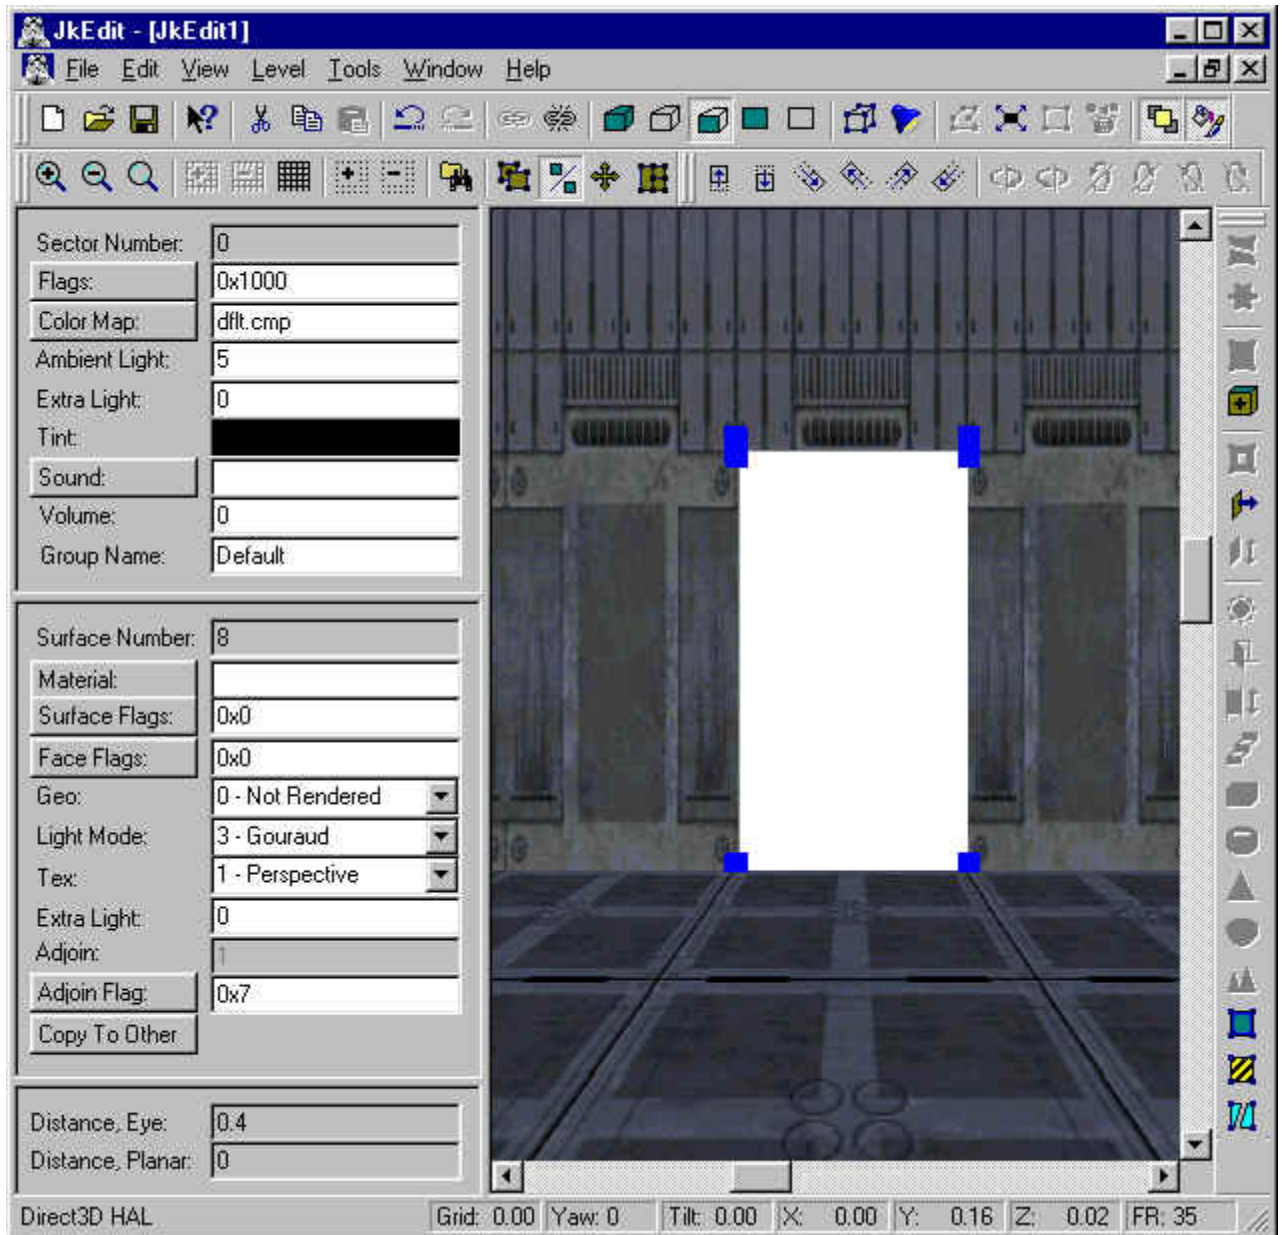 JkEdit - [JkEdit1]
File Edit View Level Tools Window Help
Sector Number: 0
Flags: 0x1000
Color Map: dflt.cmp
Ambient Light: 5
Extra Light: 0
Tint:
Sound:
Volume: 0
Group Name: Default
Surface Number: 8
Material:
Surface Flags: 0x0
Face Flags: 0x0
Geo: 0 - Not Rendered
Light Mode: 3 - Gouraud
Tex: 1 - Perspective
Extra Light: 0
Adjoin: 1
Adjoin Flag: 0x7
Copy To Other
Distance, Eye: 0.4
Distance, Planar: 0
Direct3D HAL Grid: 0.00 Yaw: 0 Tilt: 0.00 X: 0.00 Y: 0.16 Z: 0.02 FR: 35